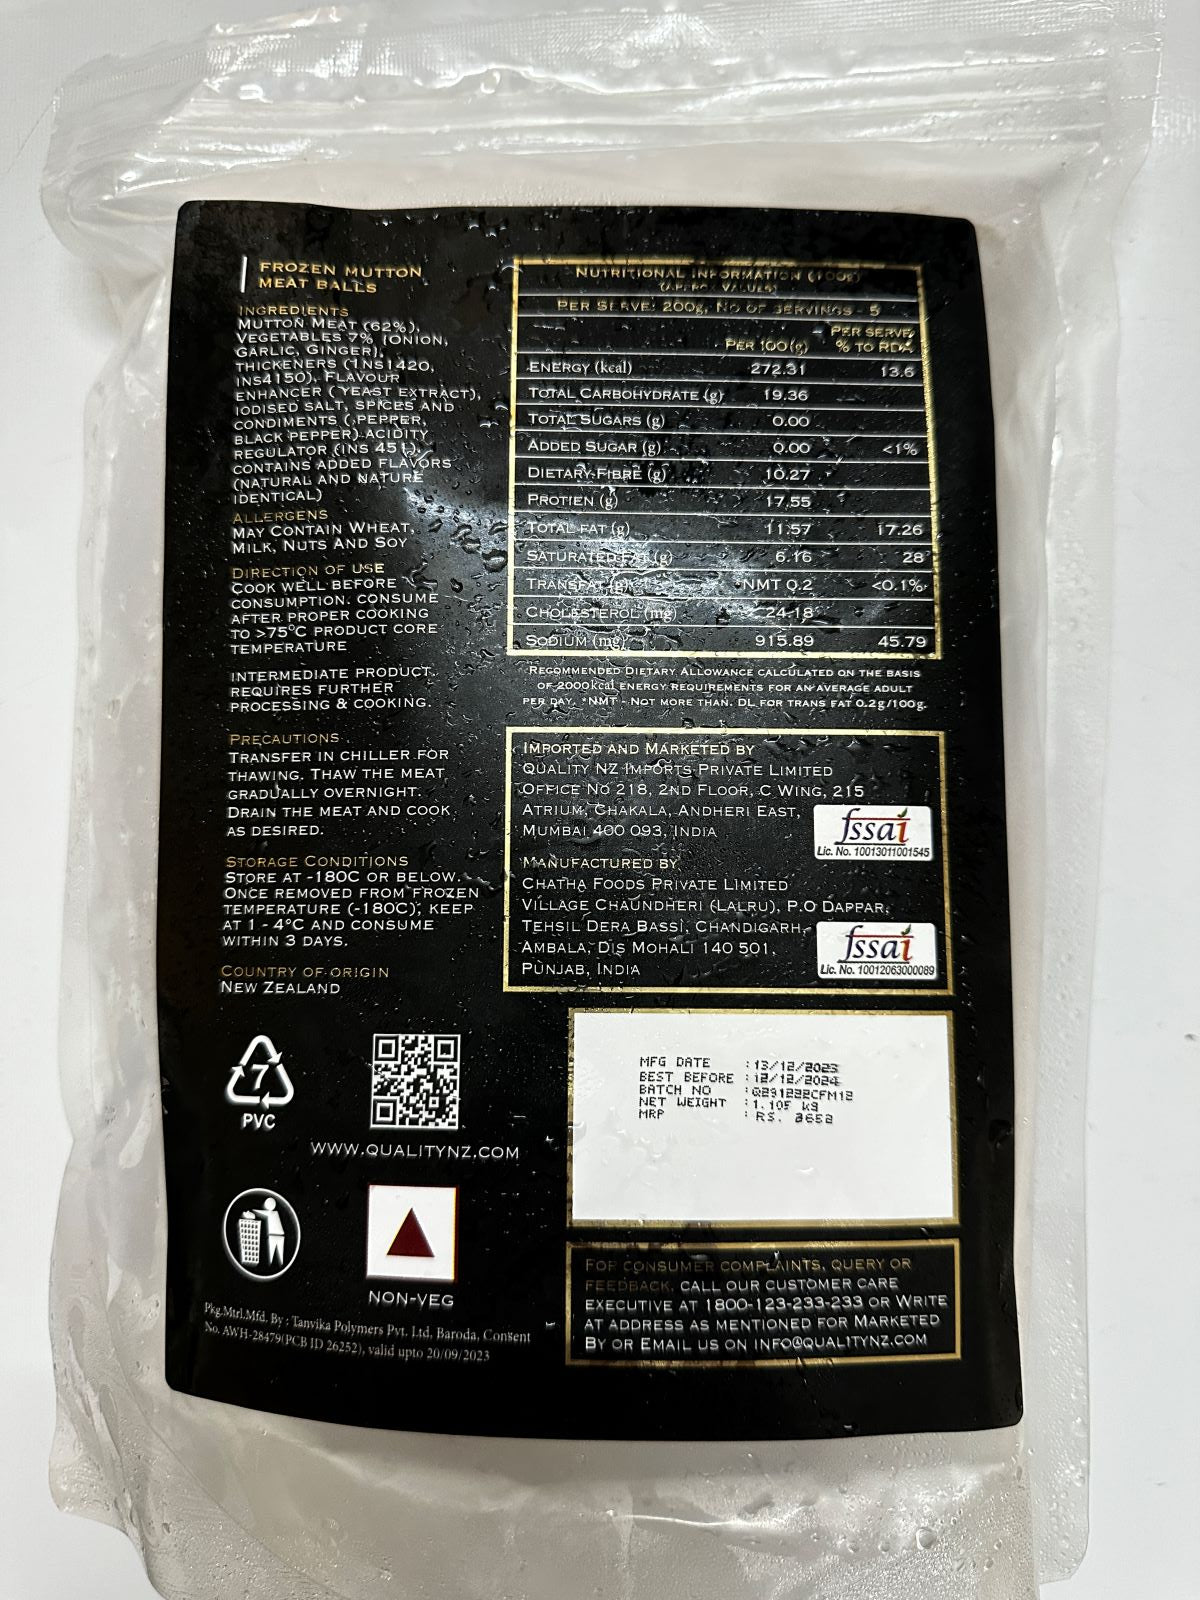 FROZEN MUTTON
MEAT BALLS
INGREDIENTS
MUTTON MEAT (62%),
VEGETABLES 7% (ONION,
GARLIC, GINGER),
THICKENERS (1NS1420,
INS4150), FLAVOUR
ENHANCER (YEAST EXTRACT),
IODISED SALT, SPICES AND
CONDIMENTS (,PEPPER,
BLACK PEPPER) ACIDITY
REGULATOR (INS 451),
CONTAINS ADDED FLAVORS
(NATURAL AND NATURE
IDENTICAL)
ALLERGENS
MAY CONTAIN WHEAT,
MILK, NUTS AND SOY
DIRECTION OF USE
COOK WELL BEFORE
CONSUMPTION. CONSUME
AFTER PROPER COOKING
TO >75°C PRODUCT CORE
TEMPERATURE
INTERMEDIATE PRODUCT.
REQUIRES FURTHER
PROCESSING & COOKING.
PRECAUTIONS
TRANSFER IN CHILLER FOR
THAWING. THAW THE MEAT
GRADUALLY OVERNIGHT.
DRAIN THE MEAT AND COOK
AS DESIRED.
STORAGE CONDITIONS
STORE AT -180C OR BELOW.
ONCE REMOVED FROM FROZEN
TEMPERATURE (-180C), KEEP
AT 1 - 4°C AND CONSUME
WITHIN 3 DAYS.
COUNTRY OF ORIGIN
NEW ZEALAND
NUTRITIONAL INFORMATION (100g)
(APPROX VALUES)
PER SERVE: 200g, NO OF SERVINGS - 5
PER 100 (g) PER SERVE % TO RDA
ENERGY (kcal) 272.31 13.6
TOTAL CARBOHYDRATE (g) 19.36
TOTAL SUGARS (g) 0.00
ADDED SUGAR (g) 0.00 <1%
DIETARY FIBRE (g) 10.27
PROTIEN (g) 17.55
TOTAL FAT (g) 11.57 17.26
SATURATED FAT (g) 6.16 28
TRANSFAT (g) *NMT 0.2 <0.1%
CHOLESTEROL (mg) 24.18
SODIUM (mg) 915.89 45.79
RECOMMENDED DIETARY ALLOWANCE CALCULATED ON THE BASIS
OF 2000kcal ENERGY REQUIREMENTS FOR AN AVERAGE ADULT
PER DAY. *NMT - NOT MORE THAN. DL FOR TRANS FAT 0.2g/100g.
IMPORTED AND MARKETED BY
QUALITY NZ IMPORTS PRIVATE LIMITED
OFFICE NO 218, 2ND FLOOR, C WING, 215
ATRIUM, CHAKALA, ANDHERI EAST,
MUMBAI 400 093, INDIA
fssai
Lic. No. 10013011001545
MANUFACTURED BY
CHATHA FOODS PRIVATE LIMITED
VILLAGE CHAUNDHERI (LALRU), P.O DAPPAR,
TEHSIL DERA BASSI, CHANDIGARH,
AMBALA, DIS MOHALI 140 501,
PUNJAB, INDIA
fssai
Lic. No. 10012063000089
MFG DATE : 13/12/2023
BEST BEFORE : 12/12/2024
BATCH NO : Q291222CFM12
NET WEIGHT : 1.105 kg
MRP : RS. 3652
7
PVC
WWW.QUALITYNZ.COM
NON-VEG
Pkg.Mtrl.Mfd. By : Tanvika Polymers Pvt. Ltd, Baroda, Consent
No. AWH-28479(PCB ID 26252), valid upto 20/09/2023
FOR CONSUMER COMPLAINTS, QUERY OR
FEEDBACK, CALL OUR CUSTOMER CARE
EXECUTIVE AT 1800-123-233-233 OR WRITE
AT ADDRESS AS MENTIONED FOR MARKETED
BY OR EMAIL US ON INFO@QUALITYNZ.COM